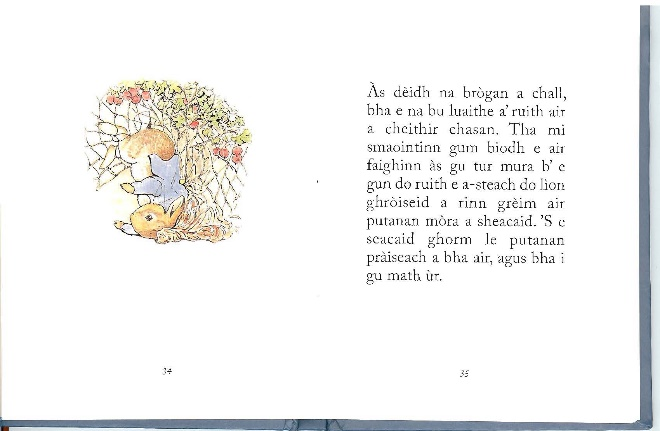 Às dèidh na brògan a chall,
bha e na bu luaithe a' ruith air
a cheithir chasan. Tha mi
smaointinn gum biodh e air
faighinn às gu tur mura b' e
gun do ruith e a-steach do lìon
ghròiseid a rinn grèim air
putanan mòra a sheacaid. 'S e
seacaid ghorm le putanan
pràiseach a bha air, agus bha i
gu math ùr.
34
35